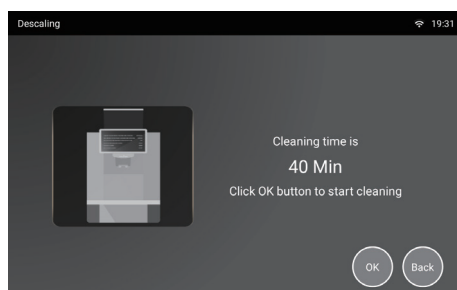 Descaling
19:31
Cleaning time is
40 Min
Click OK button to start cleaning
OK
Back